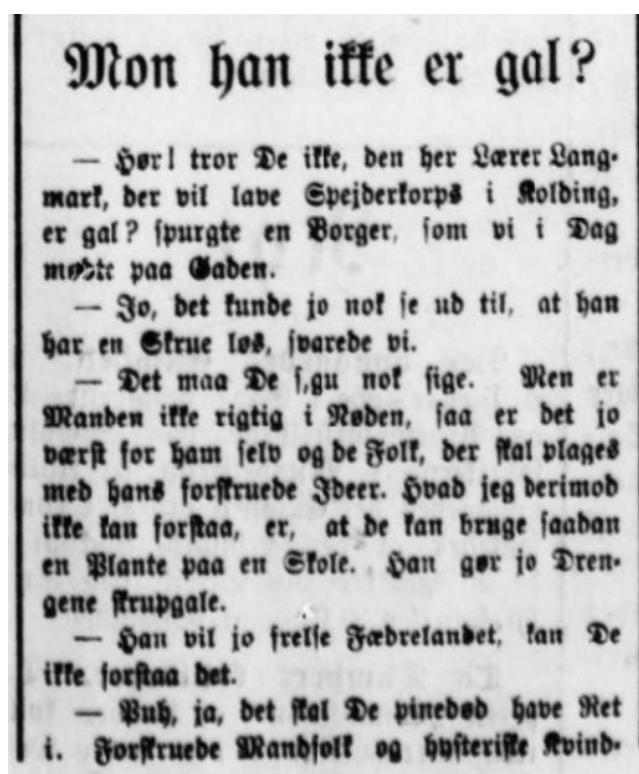 Mon han ikke er gal?
— Hør! tror De ikke, den her Lærer Lang-
mark, der vil lave Spejderkorps i Kolding,
er gal? spurgte en Borger, som vi i Dag
mødte paa Gaden.
— Jo, det kunde jo nok se ud til, at han
har en Skrue løs, svarede vi.
— Det maa De s,gu nok sige. Men er
Manden ikke rigtig i Nøden, saa er det jo
værst for ham selv og de Folk, der skal plages
med hans forskruede Ideer. Hvad jeg derimod
ikke kan forstaa, er, at de kan bruge saadan
en Plante paa en Skole. Han gør jo Dren-
gene skrupgale.
— Han vil jo frelse Fædrelandet, kan De
ikke forstaa det.
— Puh, ja, det skal De pinedød have Ret
i. Forskruede Mandfolk og hysteriske Kvind-